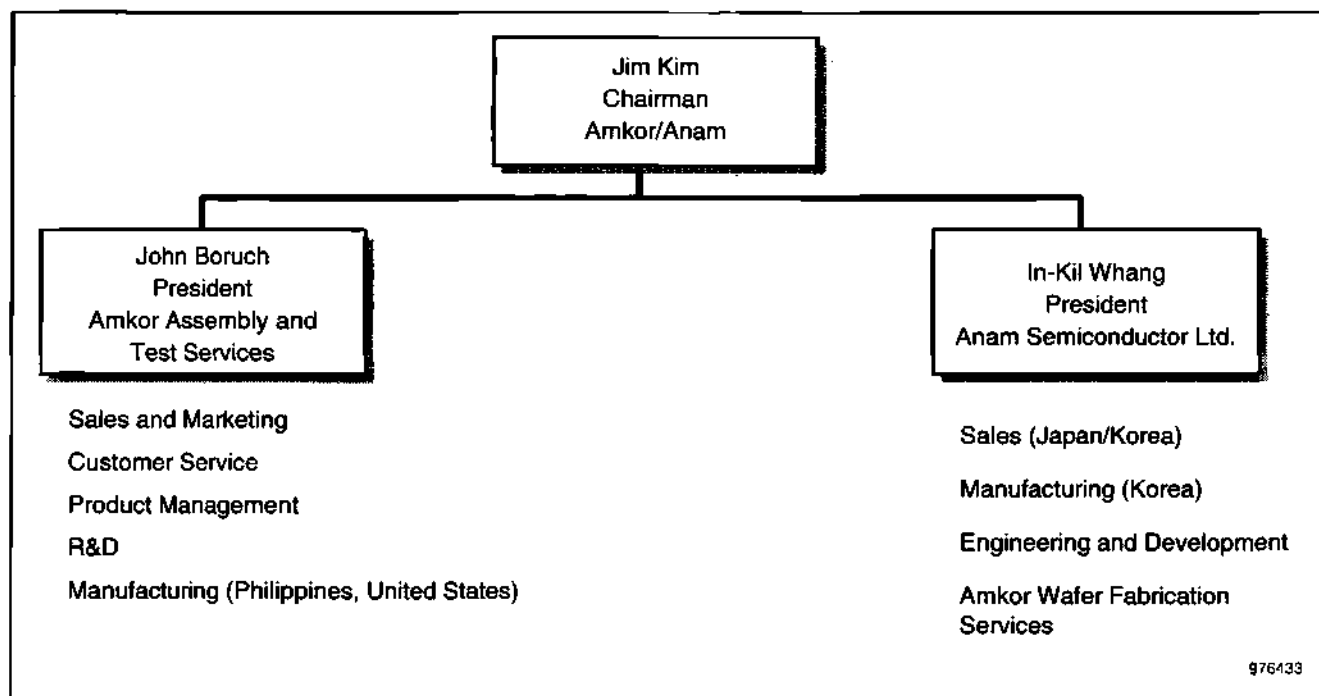 Jim Kim
Chairman
Amkor/Anam
John Boruch
President
Amkor Assembly and
Test Services
In-Kil Whang
President
Anam Semiconductor Ltd.
Sales and Marketing
Customer Service
Product Management
R&D
Manufacturing (Philippines, United States)
Sales (Japan/Korea)
Manufacturing (Korea)
Engineering and Development
Amkor Wafer Fabrication
Services
976433